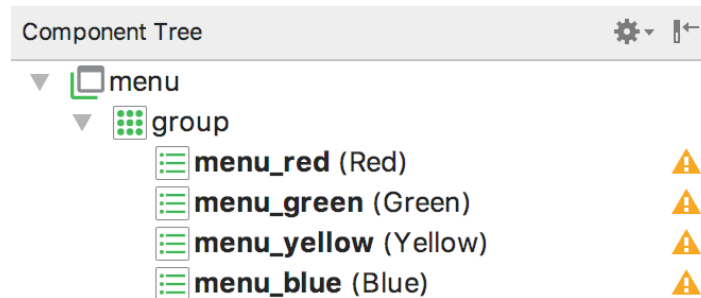 Component Tree
menu
group
menu_red (Red)
menu_green (Green)
menu_yellow (Yellow)
menu_blue (Blue)